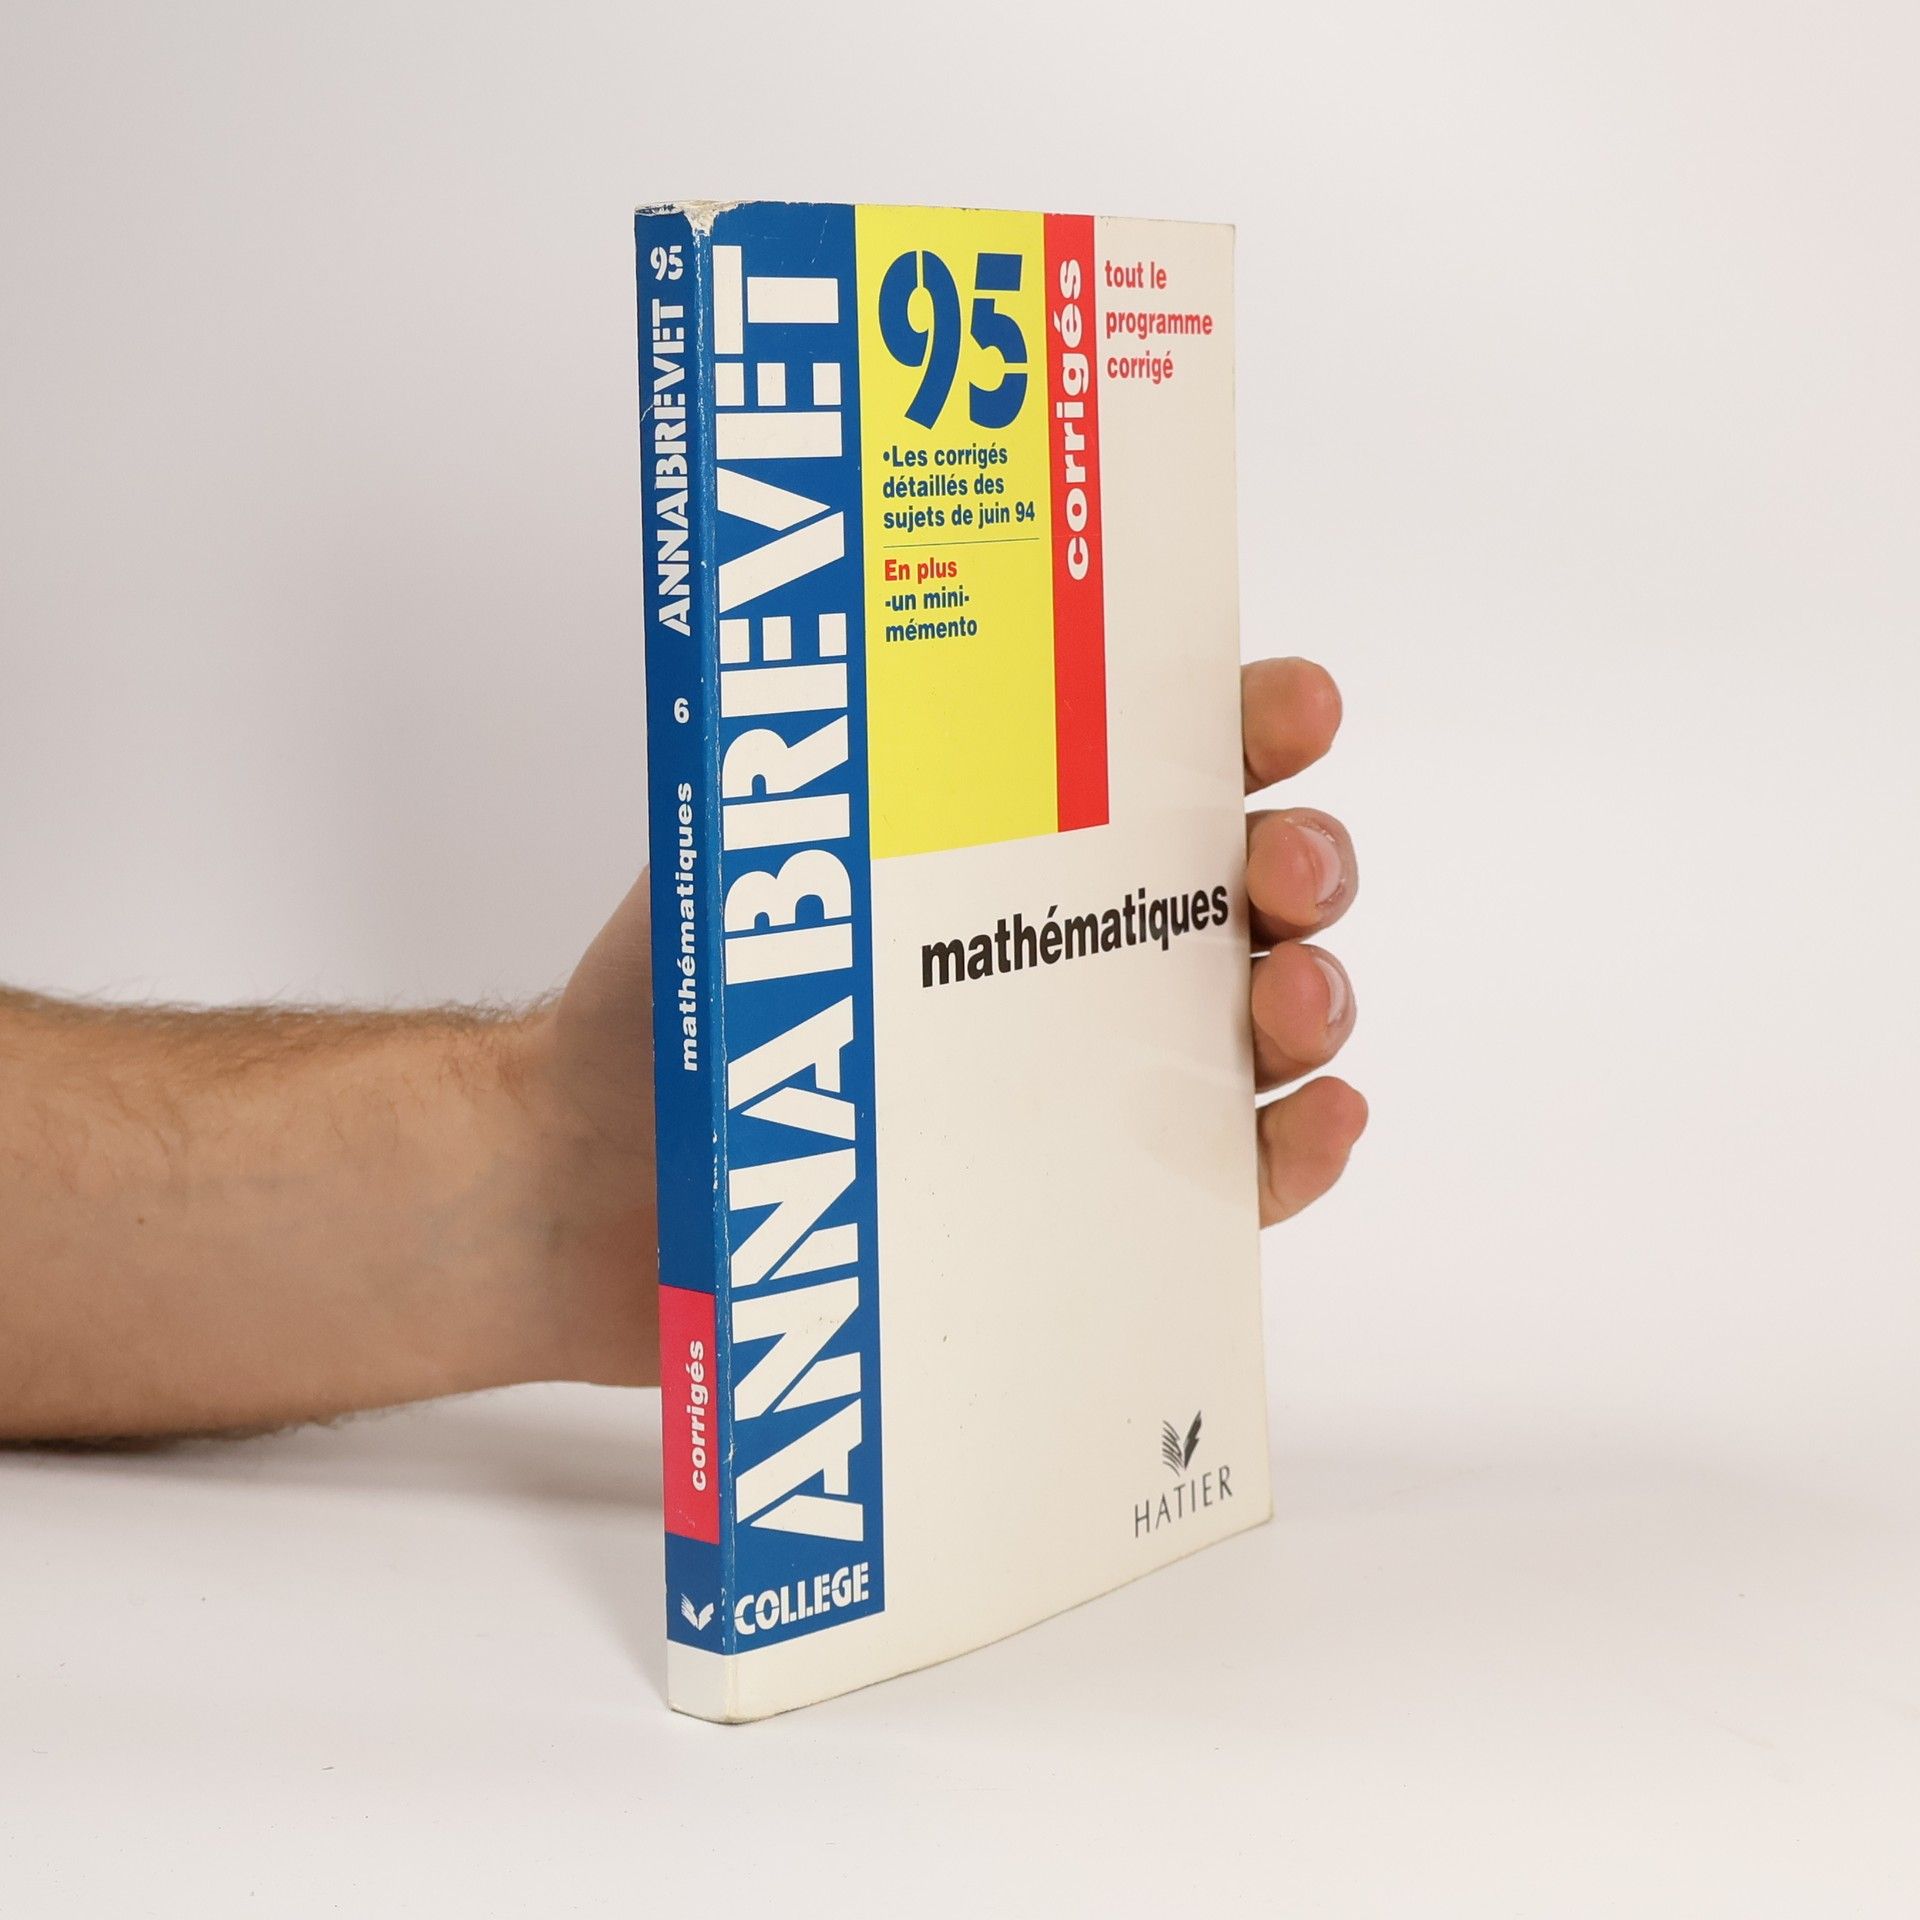 95
ANNABREVET
6
mathématiques
corrigés
ANNABREVET
COLLEGE
95
•Les corrigés
détaillés des
sujets de juin 94
En plus
-un mini-
mémento
corrigés
tout le
programme
corrigé
mathématiques
HATIER